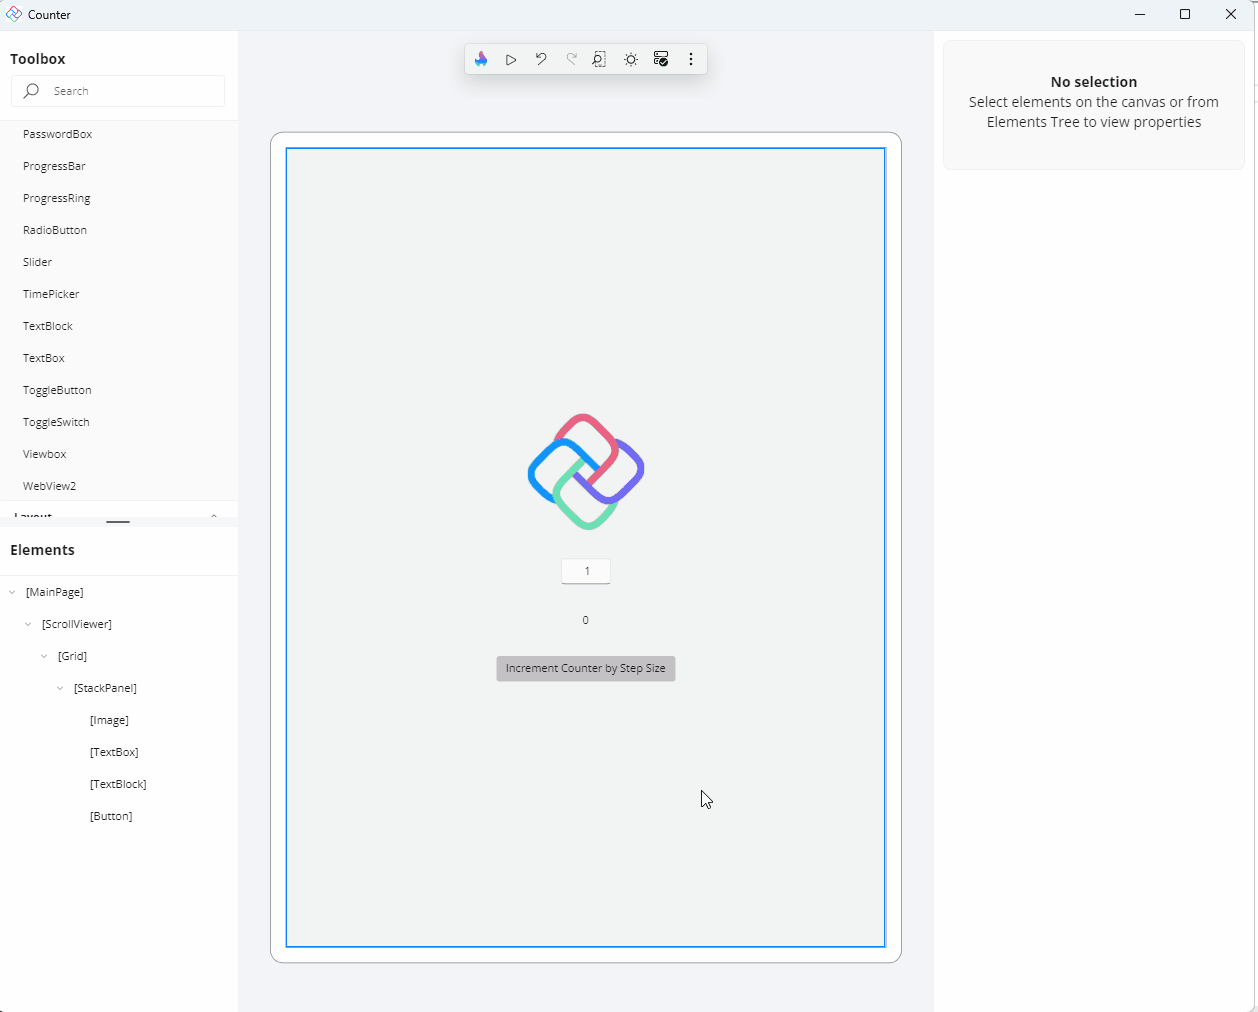 Counter
Toolbox
Search
PasswordBox
ProgressBar
ProgressRing
RadioButton
Slider
TimePicker
TextBlock
TextBox
ToggleButton
ToggleSwitch
Viewbox
WebView2
Layout
Elements
[MainPage]
[ScrollViewer]
[Grid]
[StackPanel]
[Image]
[TextBox]
[TextBlock]
[Button]
1
0
Increment Counter by Step Size
No selection
Select elements on the canvas or from
Elements Tree to view properties